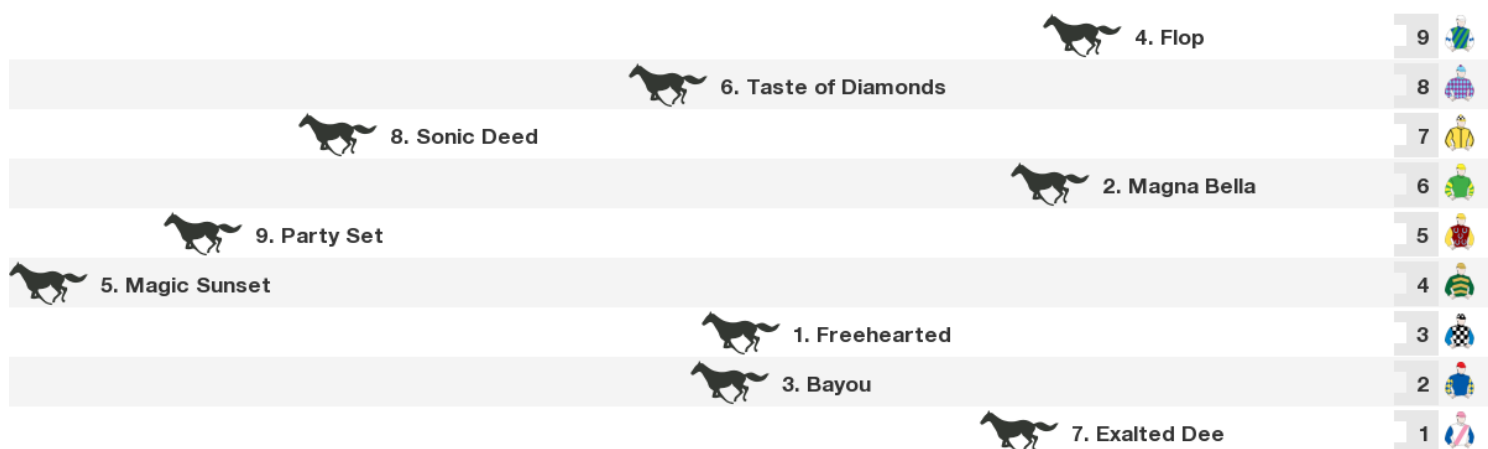 4. Flop 9
6. Taste of Diamonds 8
8. Sonic Deed 7
2. Magna Bella 6
9. Party Set 5
5. Magic Sunset 4
1. Freehearted 3
3. Bayou 2
7. Exalted Dee 1